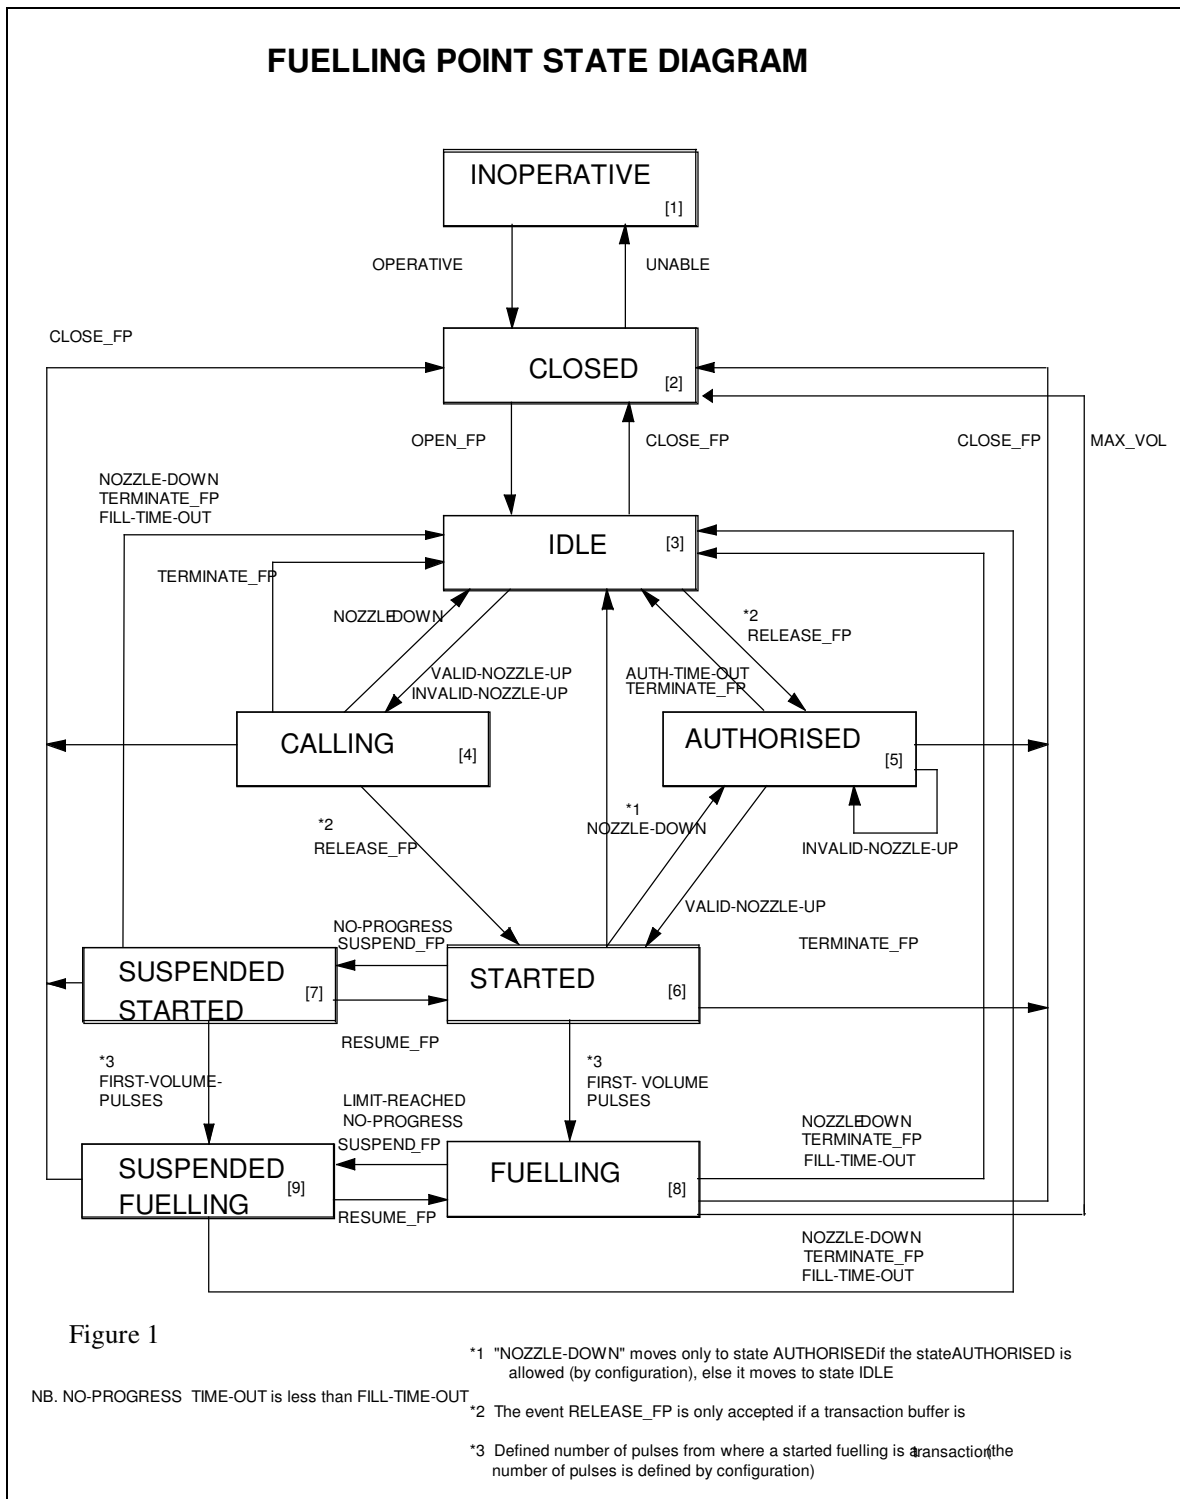 FUELLING POINT STATE DIAGRAM
INOPERATIVE
[1]
OPERATIVE
UNABLE
CLOSE_FP
CLOSED
[2]
OPEN_FP
CLOSE_FP
CLOSE_FP
MAX_VOL
NOZZLE-DOWN
TERMINATE_FP
FILL-TIME-OUT
IDLE
[3]
TERMINATE_FP
NOZZLEDOWN
*2
RELEASE_FP
VALID-NOZZLE-UP
INVALID-NOZZLE-UP
AUTH-TIME-OUT
TERMINATE_FP
CALLING
[4]
AUTHORISED
[5]
*2
RELEASE_FP
*1
NOZZLE-DOWN
INVALID-NOZZLE-UP
VALID-NOZZLE-UP
NO-PROGRESS
SUSPEND_FP
TERMINATE_FP
SUSPENDED
STARTED
[7]
STARTED
[6]
RESUME_FP
*3
FIRST-VOLUME-
PULSES
*3
FIRST- VOLUME
PULSES
LIMIT-REACHED
NO-PROGRESS
SUSPEND_FP
NOZZLEDOWN
TERMINATE_FP
FILL-TIME-OUT
SUSPENDED
FUELLING
[9]
FUELLING
[8]
RESUME_FP
NOZZLE-DOWN
TERMINATE_FP
FILL-TIME-OUT
Figure 1
*1 "NOZZLE-DOWN" moves only to state AUTHORISEDif the stateAUTHORISED is
allowed (by configuration), else it moves to state IDLE
NB. NO-PROGRESS TIME-OUT is less than FILL-TIME-OUT
*2 The event RELEASE_FP is only accepted if a transaction buffer is
*3 Defined number of pulses from where a started fuelling is a transaction(the
number of pulses is defined by configuration)